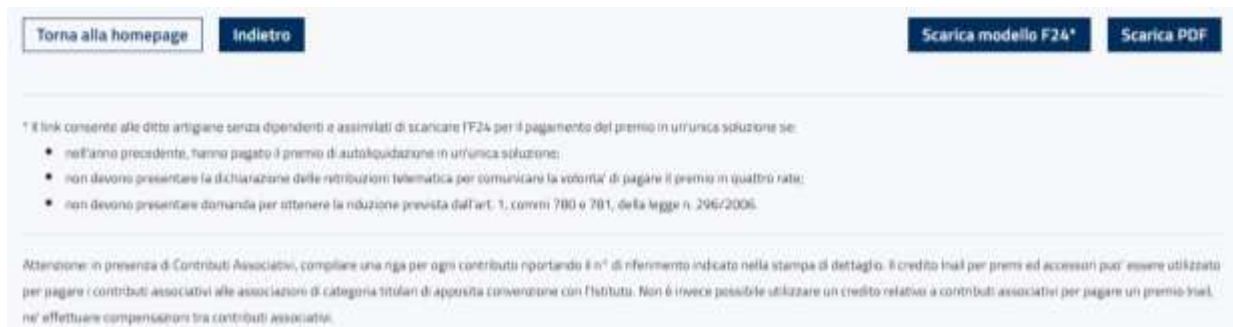 Torna alla homepage Indietro Scarica modello F24* Scarica PDF
* Il link consente alle ditte artigiane senza dipendenti e assimilati di scaricare l'F24 per il pagamento del premio in un'unica soluzione se:
• nell'anno precedente, hanno pagato il premio di autoliquidazione in un'unica soluzione;
• non devono presentare la dichiarazione delle retribuzioni telematica per comunicare la volonta' di pagare il premio in quattro rate;
• non devono presentare domanda per ottenere la riduzione prevista dall'art. 1, commi 780 e 781, della legge n. 296/2006.
Attenzione: in presenza di Contributi Associativi, compilare una riga per ogni contributo riportando il n° di riferimento indicato nella stampa di dettaglio. Il credito Inail per premi ed accessori puo' essere utilizzato
per pagare i contributi associativi alle associazioni di categoria titolari di apposita convenzione con l'Istituto. Non è invece possibile utilizzare un credito relativo a contributi associativi per pagare un premio Inail,
ne' effettuare compensazioni tra contributi associativi.